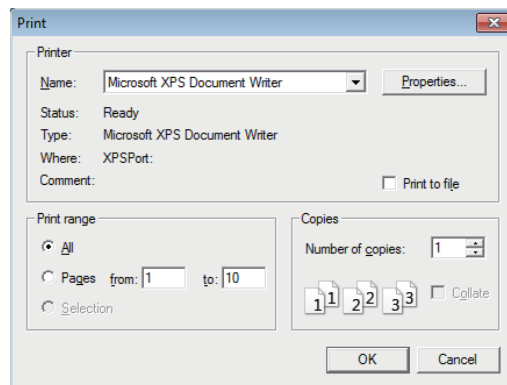 Print
Printer
Name: Microsoft XPS Document Writer Properties...
Status: Ready
Type: Microsoft XPS Document Writer
Where: XPSPort:
Comment: Print to file
Print range
All
Pages from: 1 to: 10
Selection
Copies
Number of copies: 1
1 1 2 2 3 3 Collate
OK Cancel